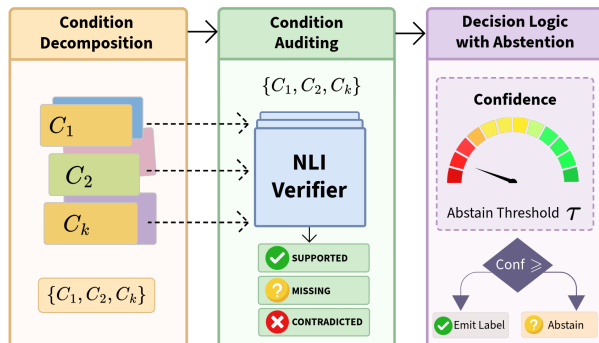 Condition
Decomposition
C₁
C₂
Cₖ
{C₁, C₂, Cₖ}
Condition
Auditing
{C₁, C₂, Cₖ}
NLI
Verifier
SUPPORTED
? MISSING
CONTRADICTED
Decision Logic
with Abstention
Confidence
Abstain Threshold τ
Conf ⩾
Emit Label
? Abstain